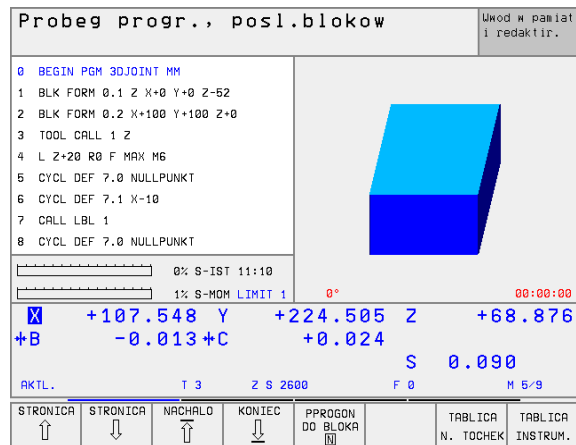 Probeg progr., posl.blokow
Wwod w pamiat
i redaktir.
0 BEGIN PGM 3DJOINT MM
1 BLK FORM 0.1 Z X+0 Y+0 Z-52
2 BLK FORM 0.2 X+100 Y+100 Z+0
3 TOOL CALL 1 Z
4 L Z+20 R0 F MAX M6
5 CYCL DEF 7.0 NULLPUNKT
6 CYCL DEF 7.1 X-10
7 CALL LBL 1
8 CYCL DEF 7.0 NULLPUNKT
0% S-IST 11:10
1% S-MOM LIMIT 1
0° 00:00:00
X +107.548 Y +224.505 Z +68.876
B -0.013 C +0.024
S 0.090
AKTL. T 3 Z S 2600 F 0 M 5/9
STRONICA STRONICA NACHALO KONIEC PPROGON DO BLOKA N TABLICA N. TOCHEK TABLICA INSTRUM.